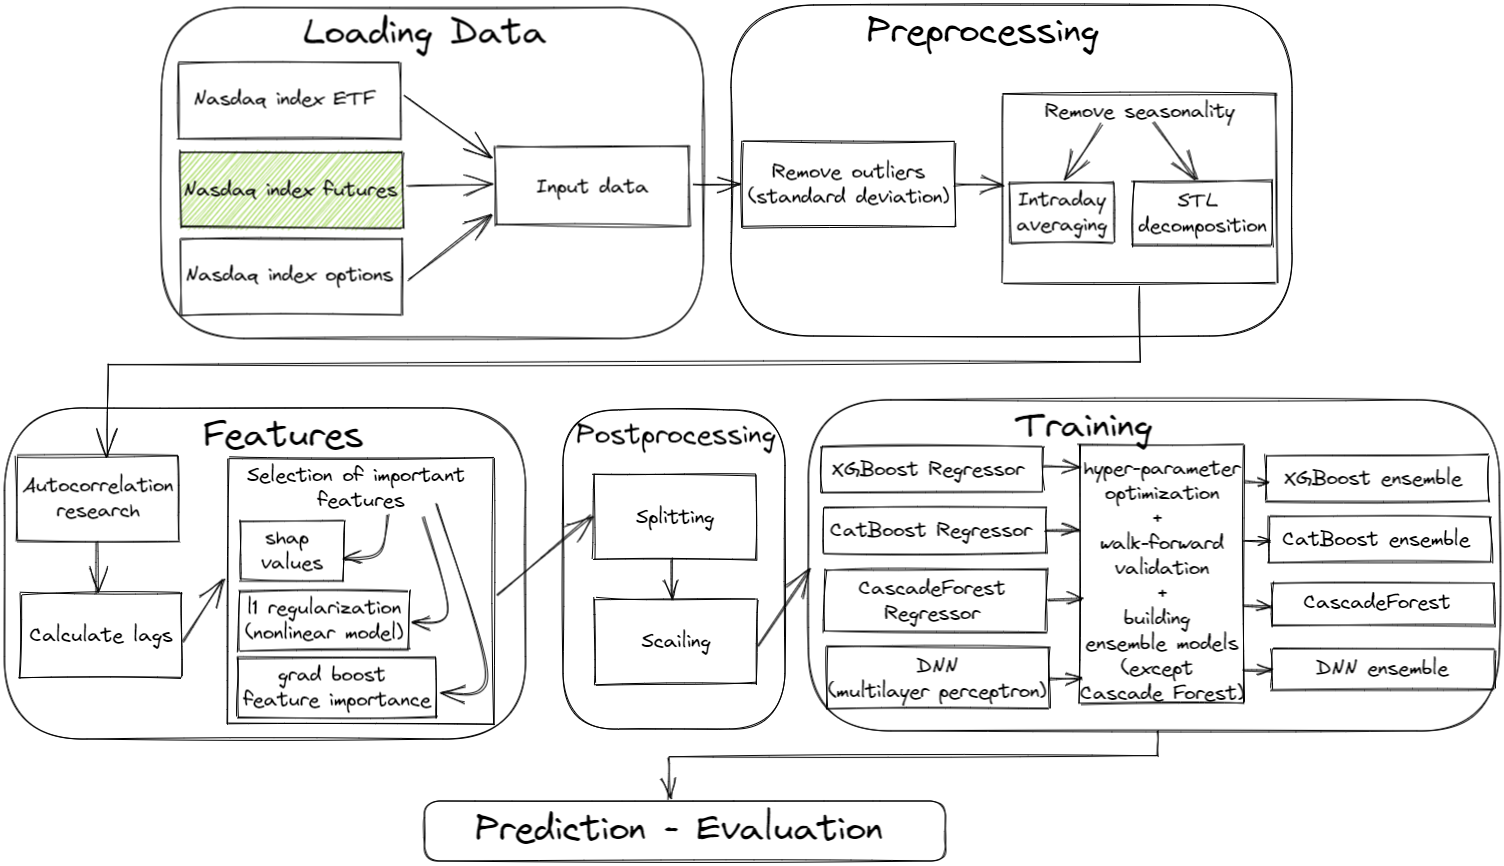 Loading Data
Nasdaq index ETF
Nasdaq index futures
Nasdaq index options
Input data
Preprocessing
Remove outliers
(standard deviation)
Remove seasonality
Intraday
averaging
STL
decomposition
Features
Autocorrelation
research
Calculate lags
Selection of important
features
shap
values
l1 regularization
(nonlinear model)
grad boost
feature importance
Postprocessing
Splitting
Scailing
Training
XGBoost Regressor
CatBoost Regressor
CascadeForest
Regressor
DNN
(multilayer perceptron)
hyper-parameter
optimization
+
walk-forward
validation
+
building
ensemble models
(except
Cascade Forest)
XGBoost ensemble
CatBoost ensemble
CascadeForest
DNN ensemble
Prediction - Evaluation